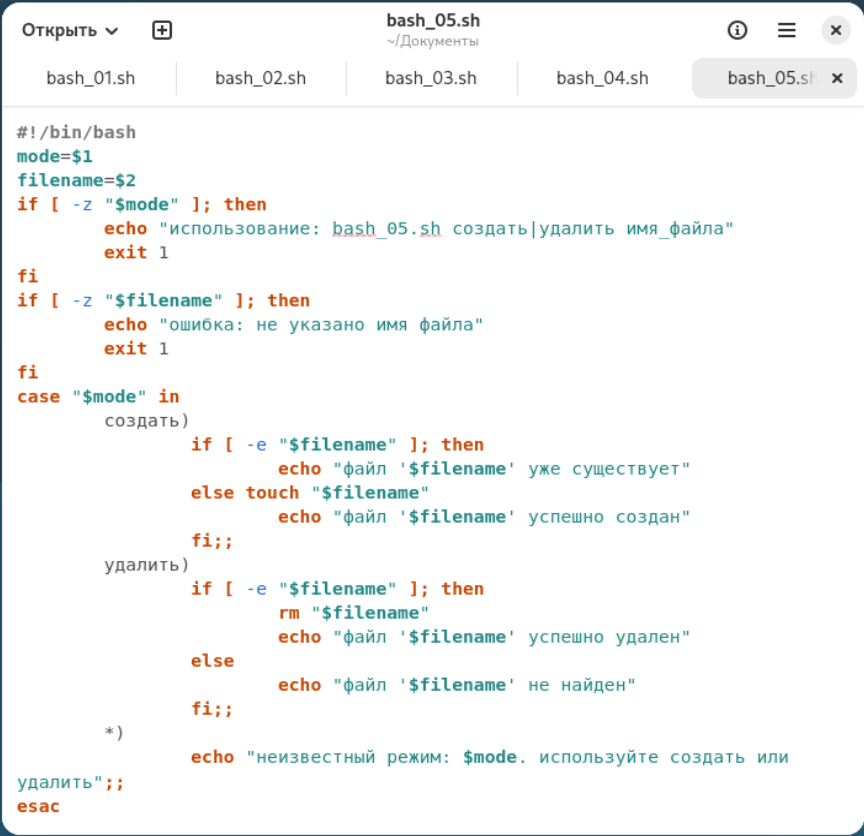 Открыть
bash_05.sh
~/Документы
bash_01.sh
bash_02.sh
bash_03.sh
bash_04.sh
bash_05.sh
#!/bin/bash
mode=$1
filename=$2
if [ -z "$mode" ]; then
echo "использование: bash_05.sh создать|удалить имя_файла"
exit 1
fi
if [ -z "$filename" ]; then
echo "ошибка: не указано имя файла"
exit 1
fi
case "$mode" in
создать)
if [ -e "$filename" ]; then
echo "файл '$filename' уже существует"
else touch "$filename"
echo "файл '$filename' успешно создан"
fi;;
удалить)
if [ -e "$filename" ]; then
rm "$filename"
echo "файл '$filename' успешно удален"
else
echo "файл '$filename' не найден"
fi;;
*)
echo "неизвестный режим: $mode. используйте создать или
удалить";;
esac